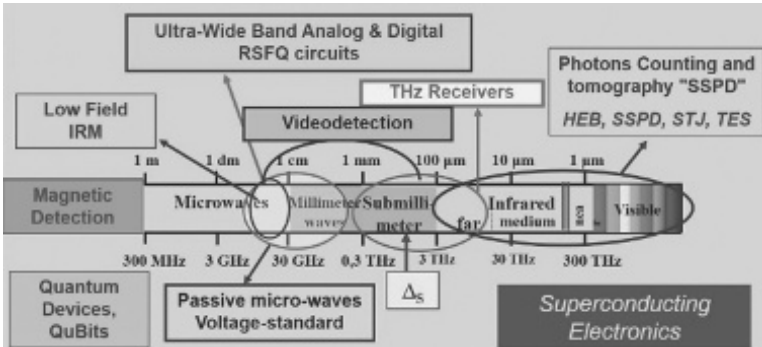 Ultra-Wide Band Analog & Digital
RSFQ circuits
Photons Counting and
tomography "SSPD"
HEB, SSPD, STJ, TES
THz Receivers
Low Field
IRM
Videodetection
1 m 1 dm 1 cm 1 mm 100 µm 10 µm 1 µm
Magnetic
Detection
Microwaves
Millimeter
waves
Submilli-
meter
far
Infrared
medium
nea
r
Visible
300 MHz 3 GHz 30 GHz 0,3 THz 3 THz 30 THz 300 THz
Quantum
Devices,
QuBits
Passive micro-waves
Voltage-standard
Δs
Superconducting
Electronics